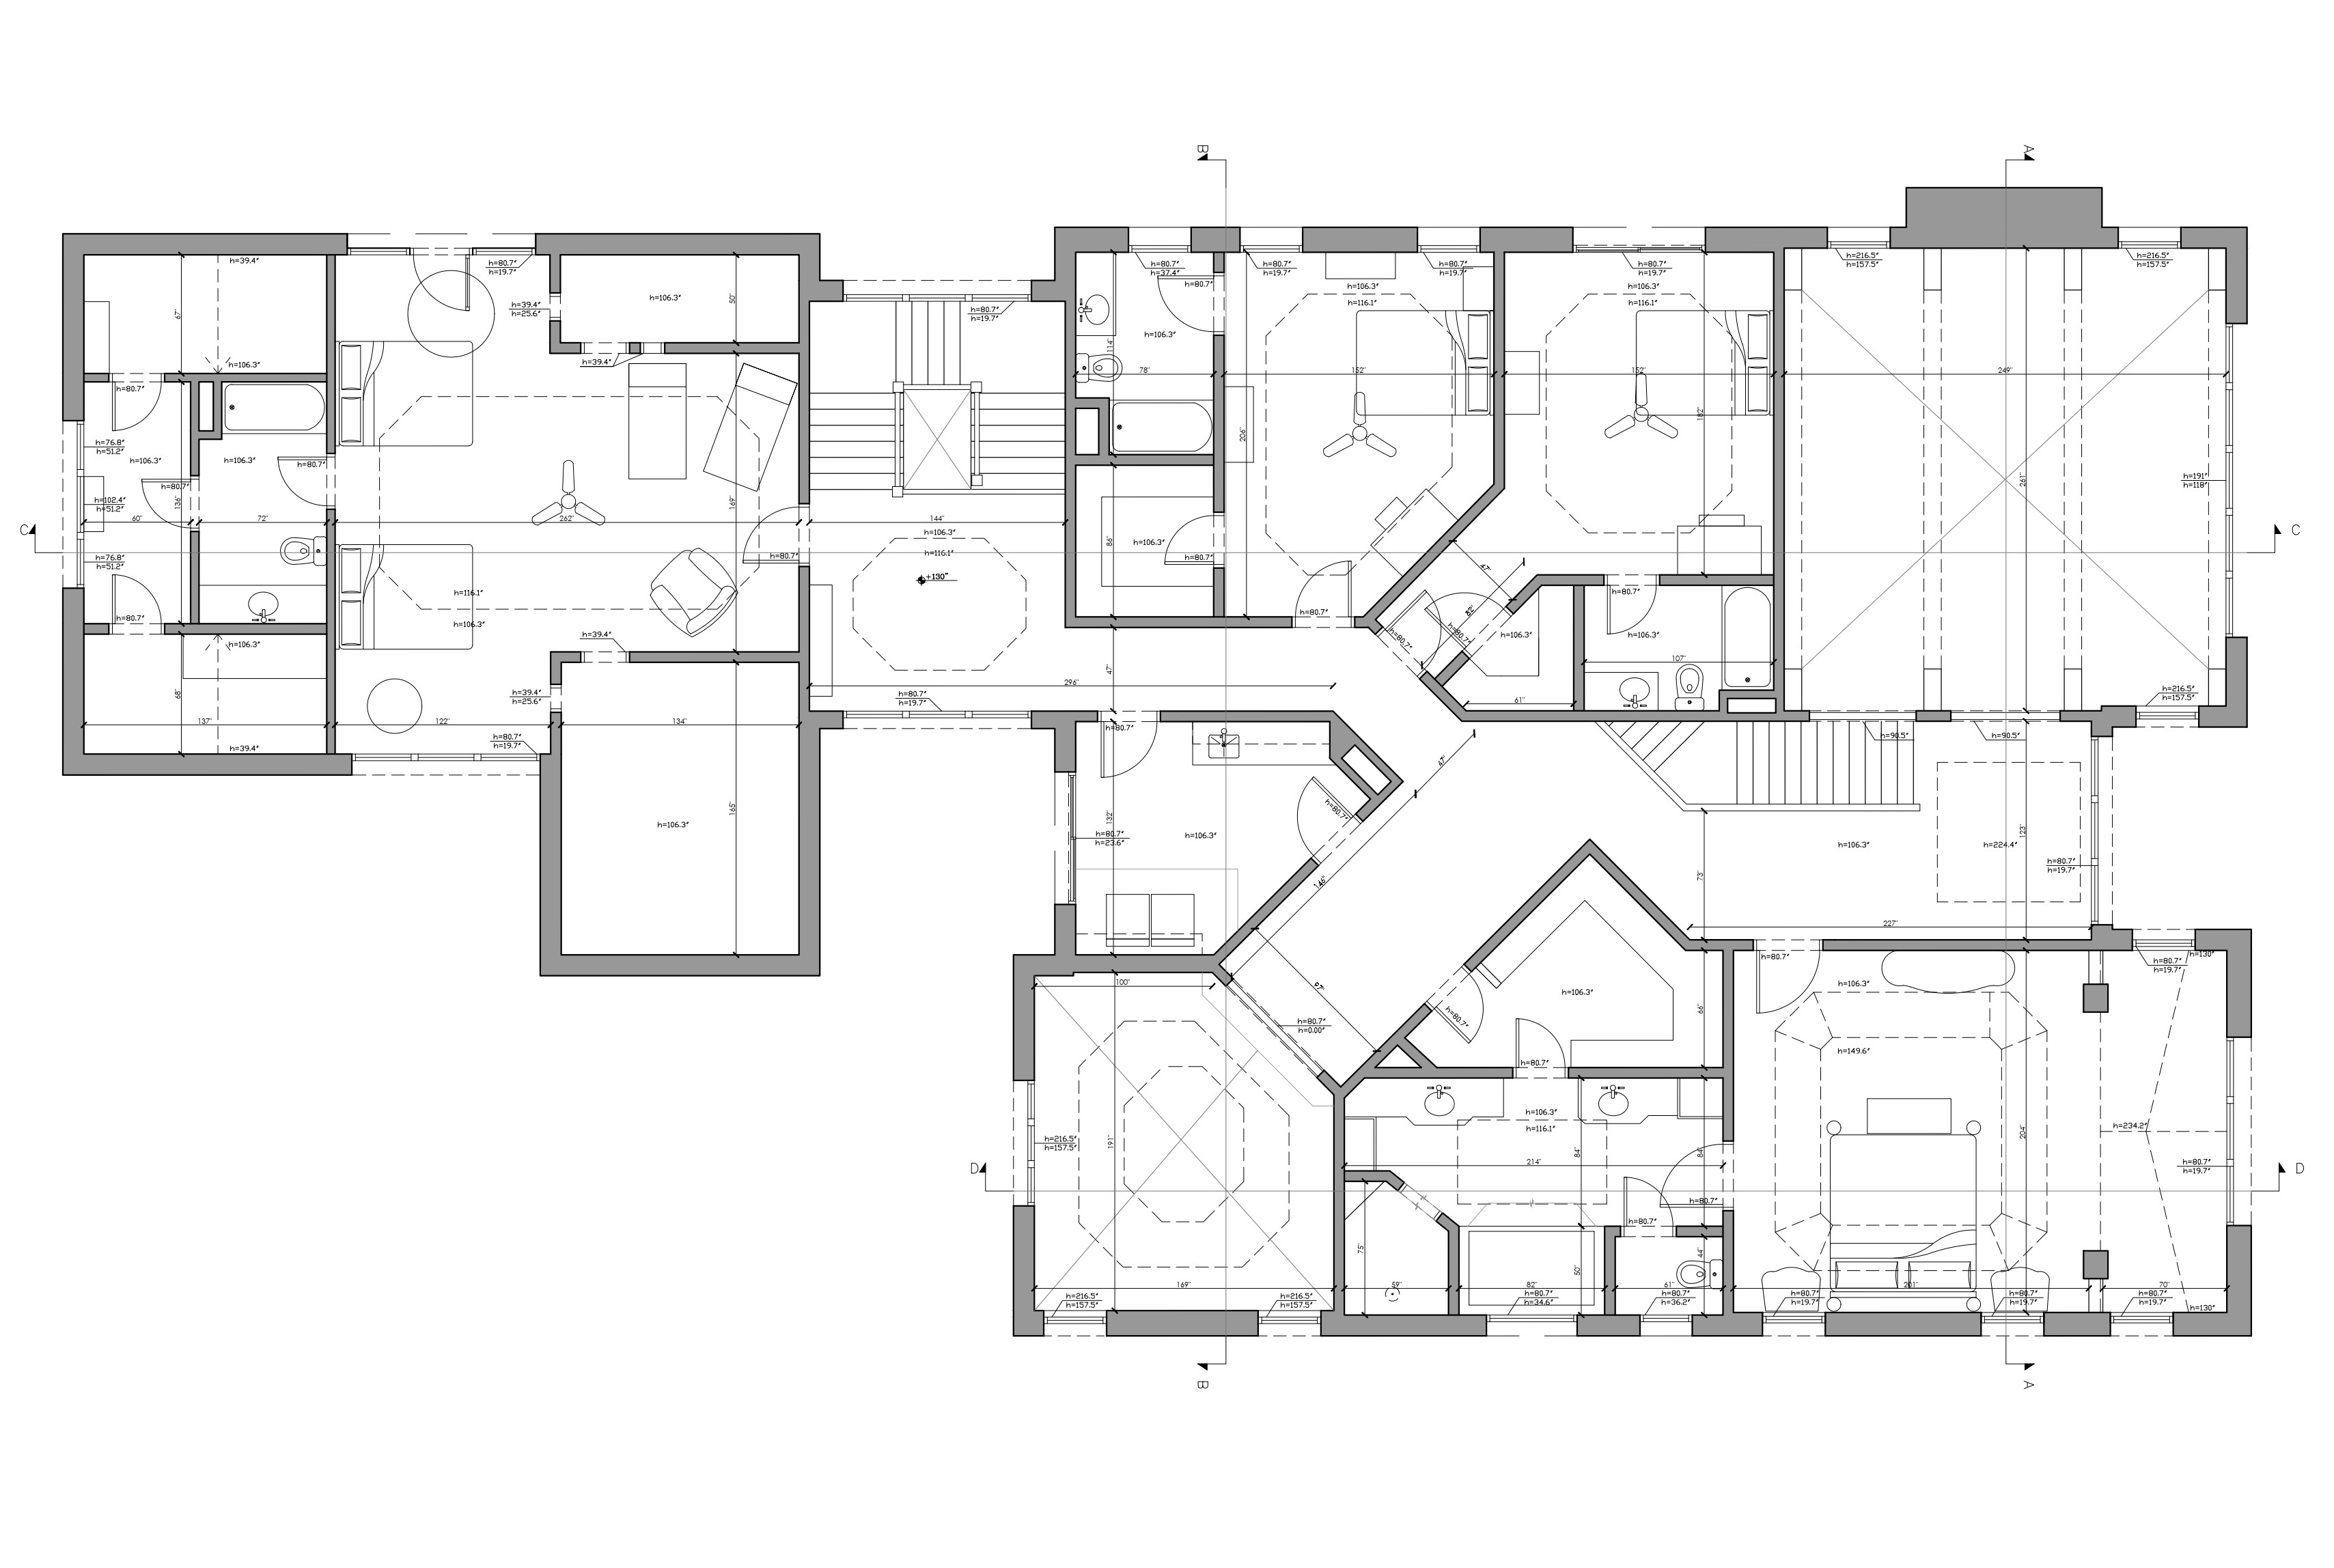 B
A
h=39.4"
h=80.7"
h=19.7"
h=39.4"
h=25.6"
h=106.3"
50"
67"
h=106.3"
h=39.4"
h=80.7"
h=19.7"
h=80.7"
h=37.4"
h=80.7"
h=80.7"
h=19.7"
h=80.7"
h=19.7"
h=80.7"
h=19.7"
h=216.5"
h=157.5"
h=216.5"
h=157.5"
h=106.3"
h=116.1"
h=106.3"
h=116.1"
h=106.3"
114"
78"
152"
152"
249"
h=80.7"
h=76.8"
h=51.2"
h=106.3"
h=106.3"
h=80.7"
h=80.7"
136"
h=102.4"
h=51.2"
169"
206"
182"
261"
h=191"
h=118"
C
60"
72"
262"
144"
C
h=106.3"
h=116.1"
86"
h=106.3"
h=80.7"
h=76.8"
h=51.2"
h=80.7"
+130"
47"
h=116.1"
h=106.3"
h=80.7"
h=80.7"
h=80.7"
82"
h=80.7"
h=80.7"
h=106.3"
h=106.3"
h=39.4"
h=106.3"
107"
47"
296"
68"
h=39.4"
h=25.6"
h=80.7"
h=19.7"
61"
h=216.5"
h=157.5"
137"
122"
134"
h=80.7"
h=19.7"
h=39.4"
h=80.7"
h=90.5"
h=90.5"
47"
165"
h=106.3"
132"
h=80.7"
h=23.6"
h=106.3"
h=80.7"
123"
h=106.3"
h=224.4"
h=80.7"
h=19.7"
146"
73"
227"
h=80.7"
h=130"
h=80.7"
h=19.7"
100"
97"
h=106.3"
h=106.3"
66"
h=80.7"
h=80.7"
h=0.00"
h=149.6"
h=80.7"
191"
h=216.5"
h=157.5"
h=106.3"
h=116.1"
84"
84"
204"
h=234.2"
D
214"
h=80.7"
h=19.7"
D
h=80.7"
h=80.7"
75"
50"
44"
169"
59"
82"
61"
201"
70"
h=216.5"
h=157.5"
h=216.5"
h=157.5"
h=80.7"
h=34.6"
h=80.7"
h=36.2"
h=80.7"
h=19.7"
h=80.7"
h=19.7"
h=80.7"
h=19.7"
h=130"
B
A